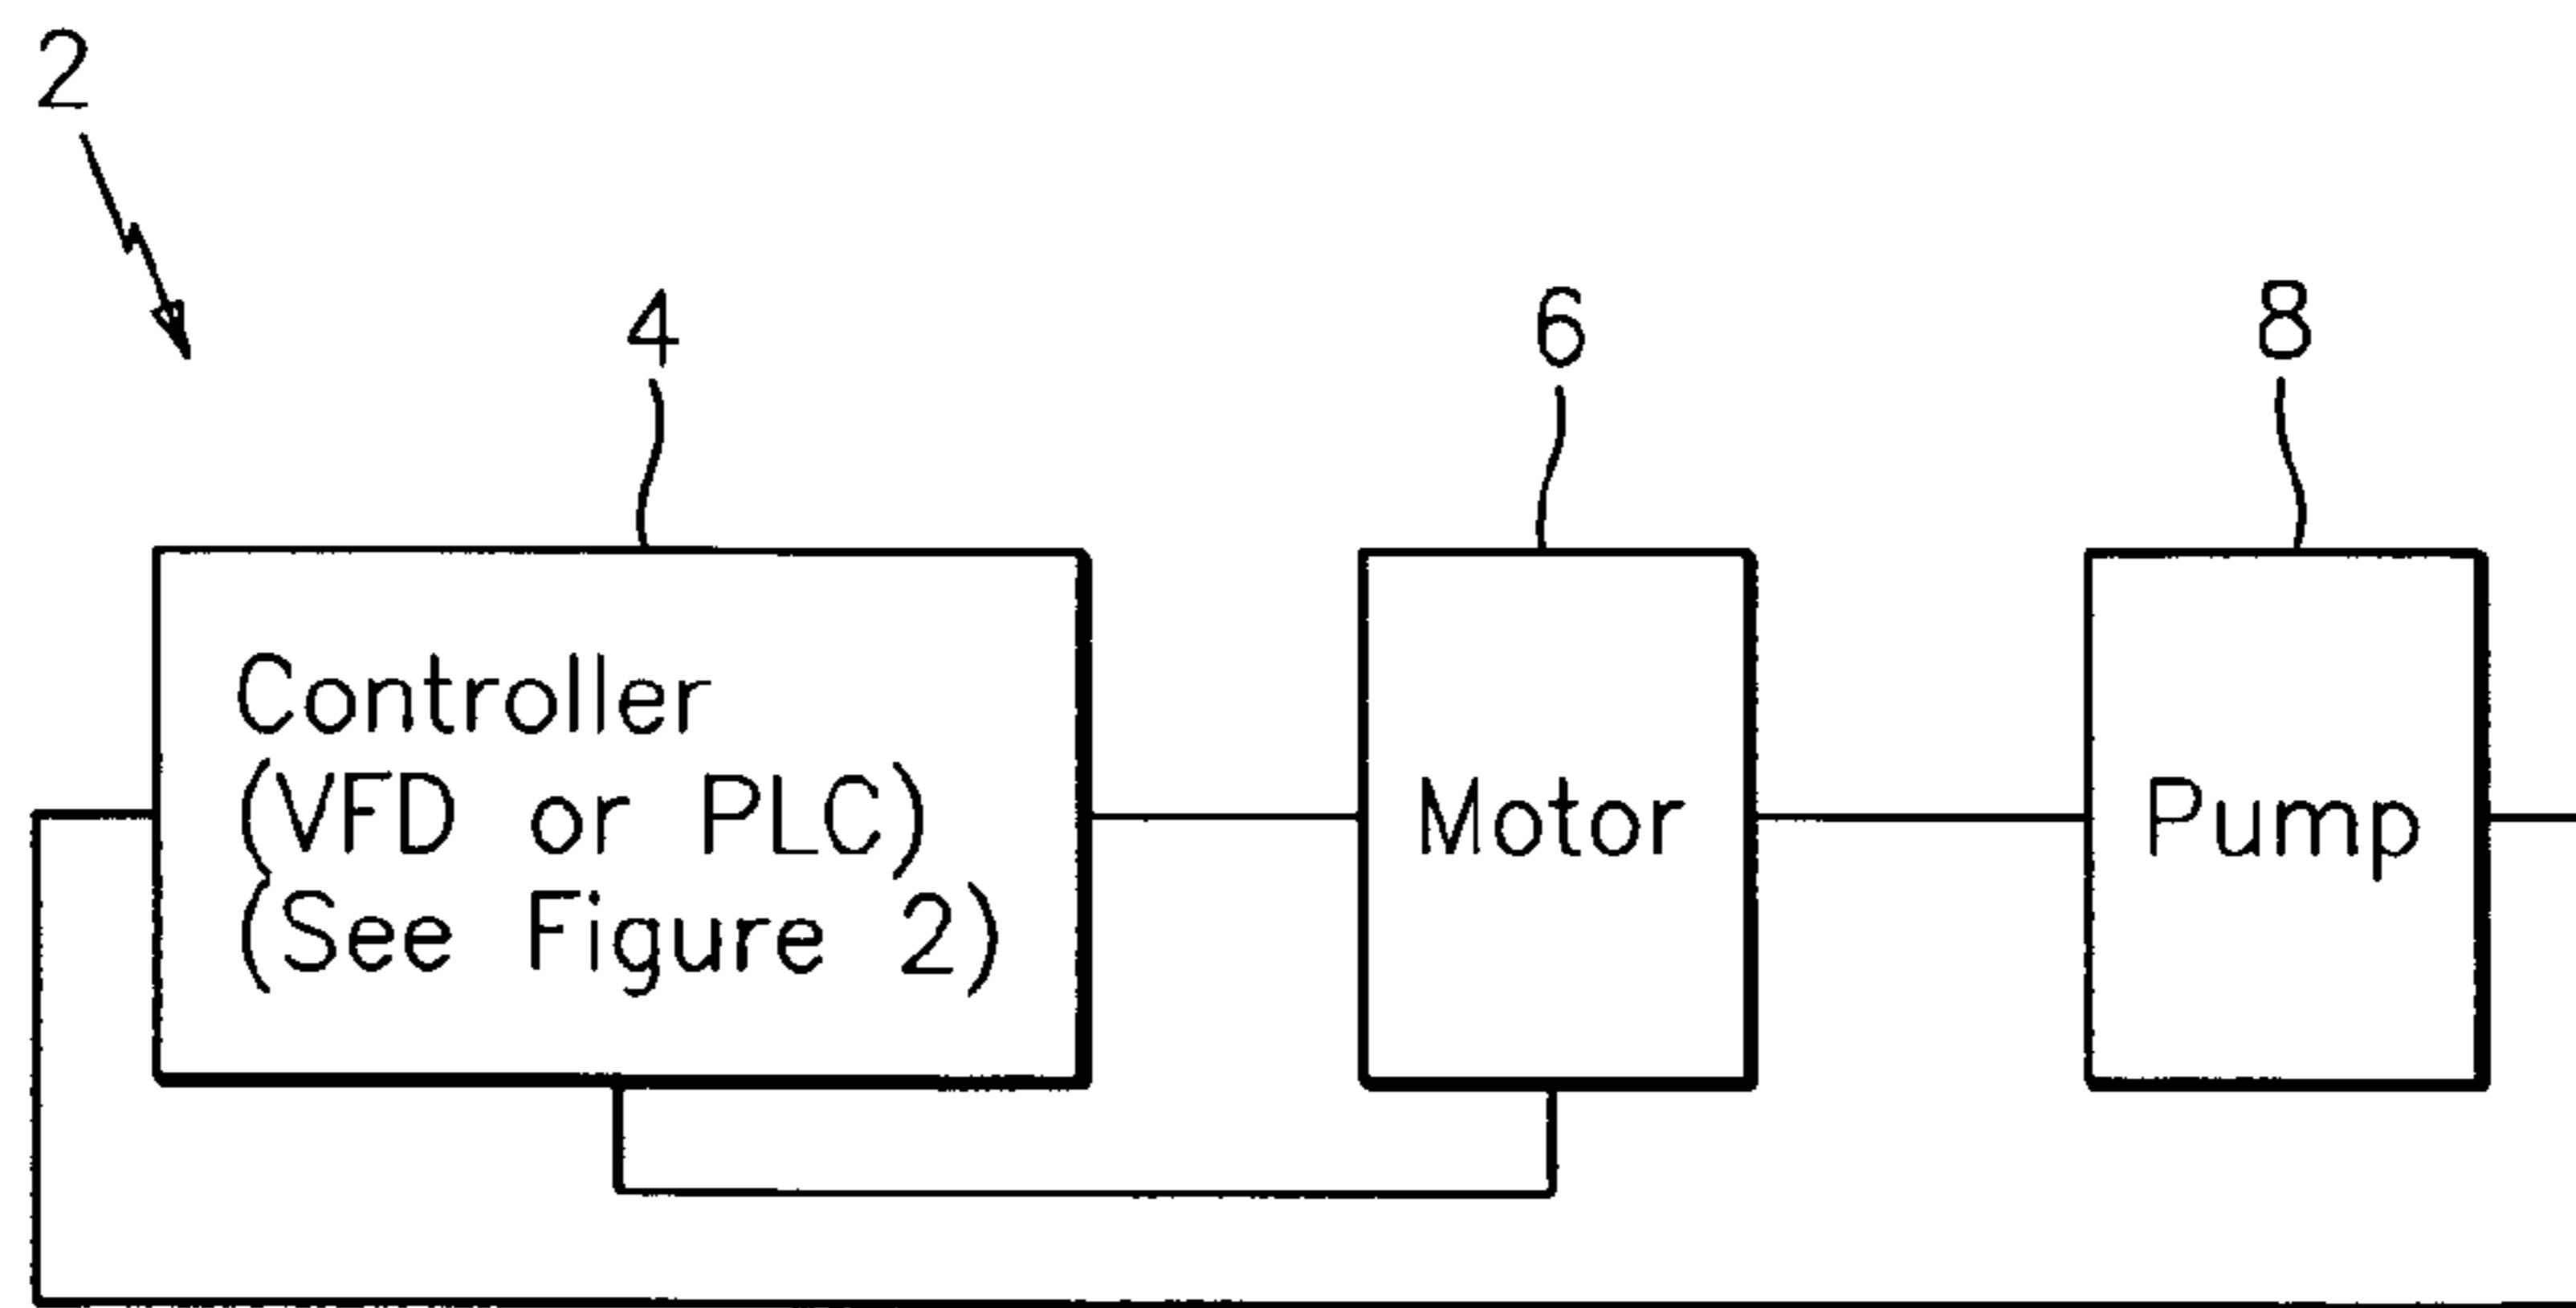 2
4
6
8
Controller
(VFD or PLC)
(See Figure 2)
Motor
Pump